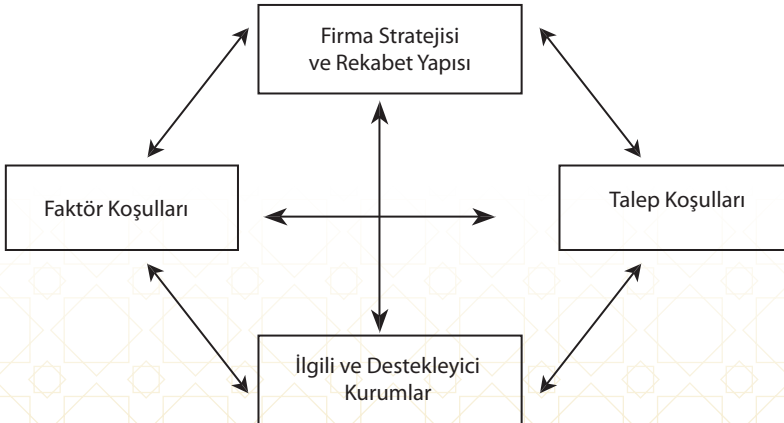 Firma Stratejisi
ve Rekabet Yapısı
Faktör Koşulları
Talep Koşulları
İlgili ve Destekleyici
Kurumlar